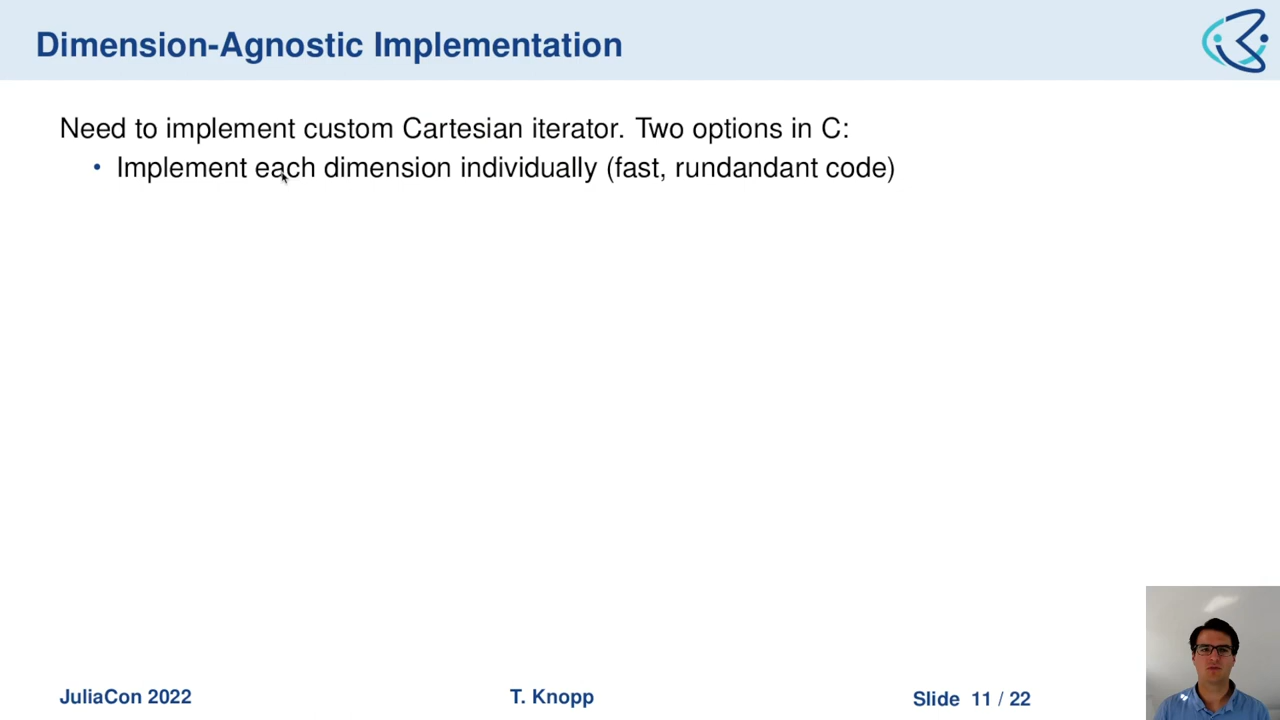 Dimension-Agnostic Implementation
Need to implement custom Cartesian iterator. Two options in C:
• Implement each dimension individually (fast, rundandant code)
JuliaCon 2022
T. Knopp
Slide 11 / 22